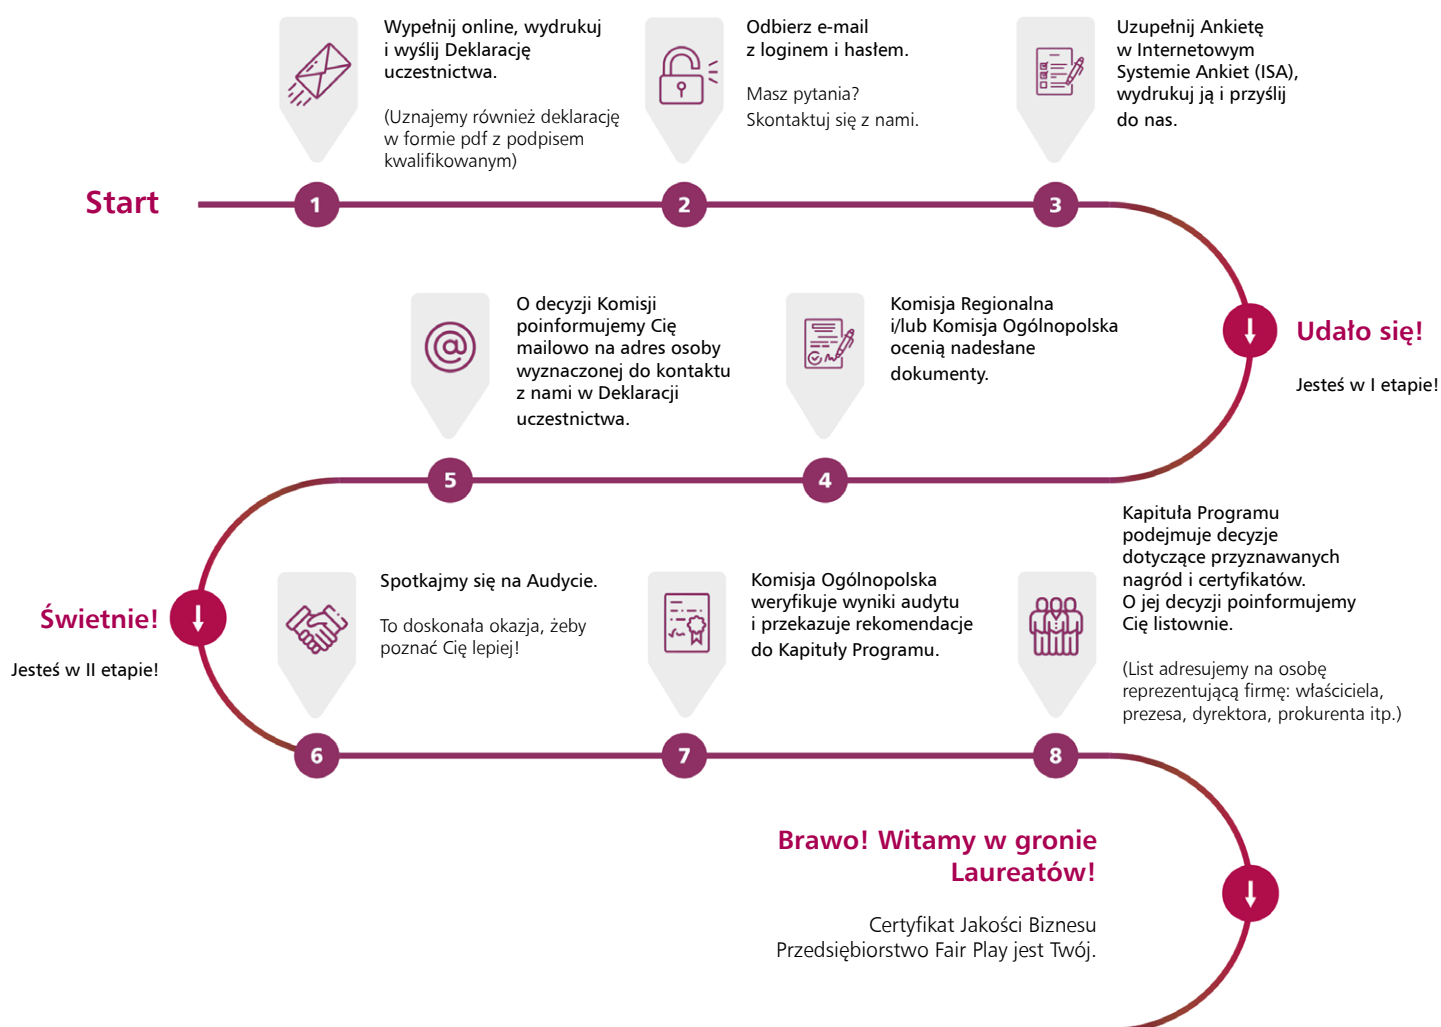 Wypełnij online, wydrukuj
i wyślij Deklarację
uczestnictwa.
(Uznajemy również deklarację
w formie pdf z podpisem
kwalifikowanym)
Odbierz e-mail
z loginem i hasłem.
Masz pytania?
Skontaktuj się z nami.
Uzupełnij Ankietę
w Internetowym
Systemie Ankiet (ISA),
wydrukuj ją i przyślij
do nas.
Start
1
2
3
Udało się!
Jesteś w I etapie!
Komisja Regionalna
i/lub Komisja Ogólnopolska
ocenią nadesłane
dokumenty.
4
O decyzji Komisji
poinformujemy Cię
mailowo na adres osoby
wyznaczonej do kontaktu
z nami w Deklaracji
uczestnictwa.
@
5
Świetnie!
Jesteś w II etapie!
Spotkajmy się na Audycie.
To doskonała okazja, żeby
poznać Cię lepiej!
6
Komisja Ogólnopolska
weryfikuje wyniki audytu
i przekazuje rekomendacje
do Kapituły Programu.
7
Kapituła Programu
podejmuje decyzje
dotyczące przyznawanych
nagród i certyfikatów.
O jej decyzji poinformujemy
Cię listownie.
(List adresujemy na osobę
reprezentującą firmę: właściciela,
prezesa, dyrektora, prokurenta itp.)
8
Brawo! Witamy w gronie
Laureatów!
Certyfikat Jakości Biznesu
Przedsiębiorstwo Fair Play jest Twój.